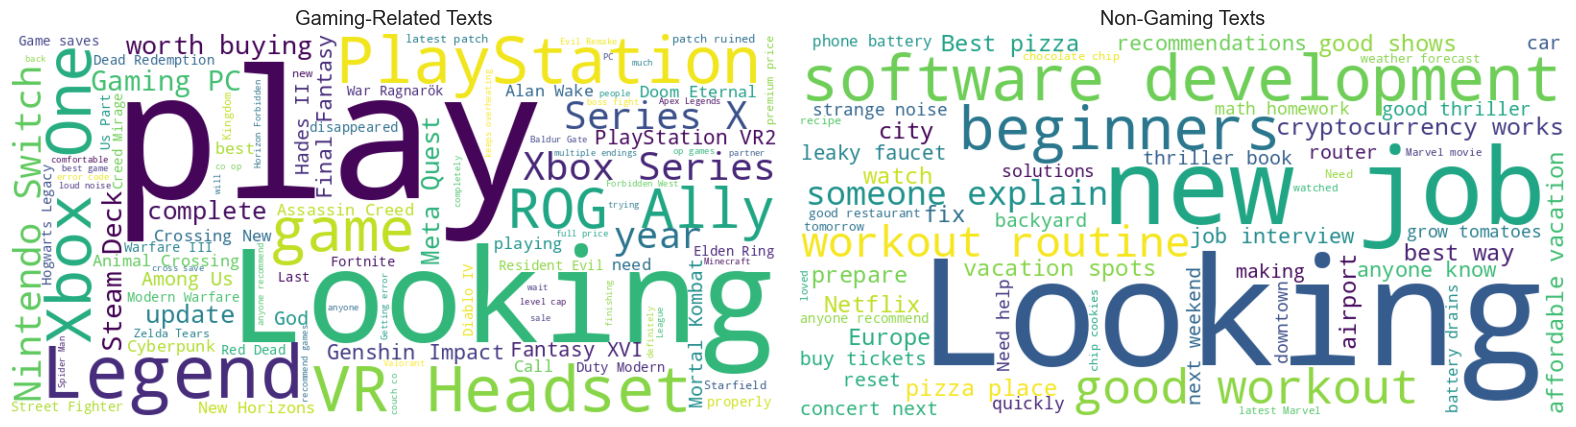 Gaming-Related Texts
Game saves
back
worth buying
Dead Redemption
Gaming PC
Nintendo Switch
Xbox One
play
PlayStation
latest patch
Evil Remake
patch ruined
PC
much
premium price
War Ragnarök
new
Hades II
Final Fantasy
Alan Wake
people
Doom Eternal
boss fight
Apex Legends
keeps overheating
Series X
PlayStation VR2
disappeared
Kingdom
best
co op
will
Horizon Forbidden
Us Part
Creed Mirage
comfortable
best game
error code
loud noise
Hogwarts Legacy
Baldur Gate
op games
partner
multiple endings
Xbox Series
Forbidden West
trying
completely
Meta Quest
ROG Ally
Steam Deck
complete
Assassin Creed
game
full price
year
Crossing New
Warfare III
Animal Crossing
cross save
Among Us
Modern Warfare
update
Zelda Tears
Cyberpunk
Red Dead
God
Last
Fortnite
anyone
anyone recommend
Looking
playing
Resident Evil
need
Elden Ring
Minecraft
wait
level cap
sale
finishing
Diablo IV
Getting error
definitely
League
Mortal Kombat
Spider Man
Legend
recommend games
Genshin Impact
Valorant
Fantasy XVI
Call
Duty Modern
VR Headset
couch co
Starfield
properly
Street Fighter
New Horizons
Non-Gaming Texts
phone battery
Best pizza
chocolate chip
recommendations
good shows
weather forecast
car
software development
strange noise
recipe
city
math homework
good thriller
beginners
cryptocurrency works
leaky faucet
thriller book
router
Marvel movie
watch
solutions
Need
watched
someone explain
new job
good restaurant
tomorrow
fix
backyard
workout routine
job interview
grow tomatoes
best way
prepare
vacation spots
making
anyone know
loved
Netflix
anyone recommend
Europe
chip cookies
Need help
Looking
next weekend
downtown
airport
battery drains
affordable vacation
buy tickets
reset
pizza place
good workout
concert next
quickly
latest Marvel